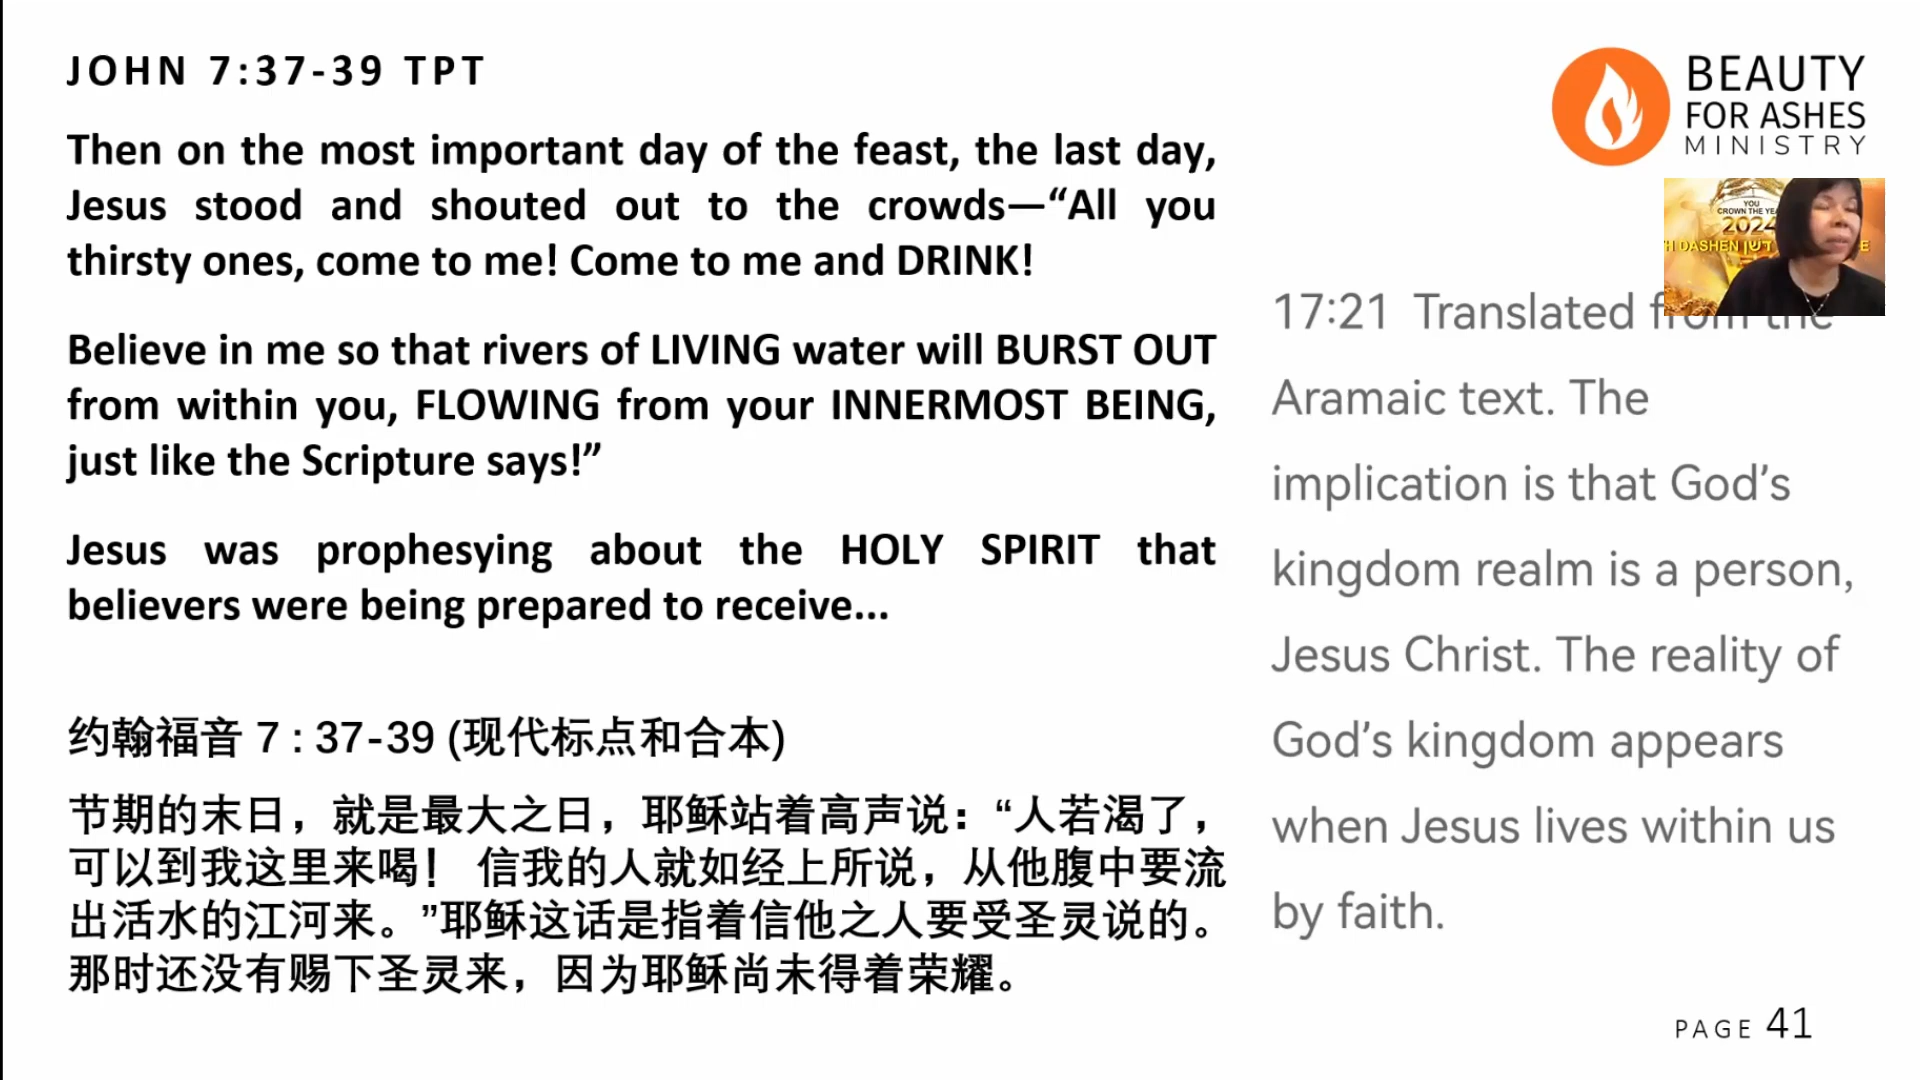 JOHN 7:37-39 TPT
Then on the most important day of the feast, the last day,
Jesus stood and shouted out to the crowds—“All you
thirsty ones, come to me! Come to me and DRINK!
Believe in me so that rivers of LIVING water will BURST OUT
from within you, FLOWING from your INNERMOST BEING,
just like the Scripture says!”
Jesus was prophesying about the HOLY SPIRIT that
believers were being prepared to receive...
约翰福音 7 : 37-39 (现代标点和合本)
节期的末日，就是最大之日，耶稣站着高声说：“人若渴了，
可以到我这里来喝！ 信我的人就如经上所说，从他腹中要流
出活水的江河来。”耶稣这话是指着信他之人要受圣灵说的。
那时还没有赐下圣灵来，因为耶稣尚未得着荣耀。
BEAUTY
FOR ASHES
MINISTRY
YOU
CROWN THE YEA
2024
H DASHEN דשן E
17:21 Translated from the
Aramaic text. The
implication is that God’s
kingdom realm is a person,
Jesus Christ. The reality of
God’s kingdom appears
when Jesus lives within us
by faith.
PAGE 41